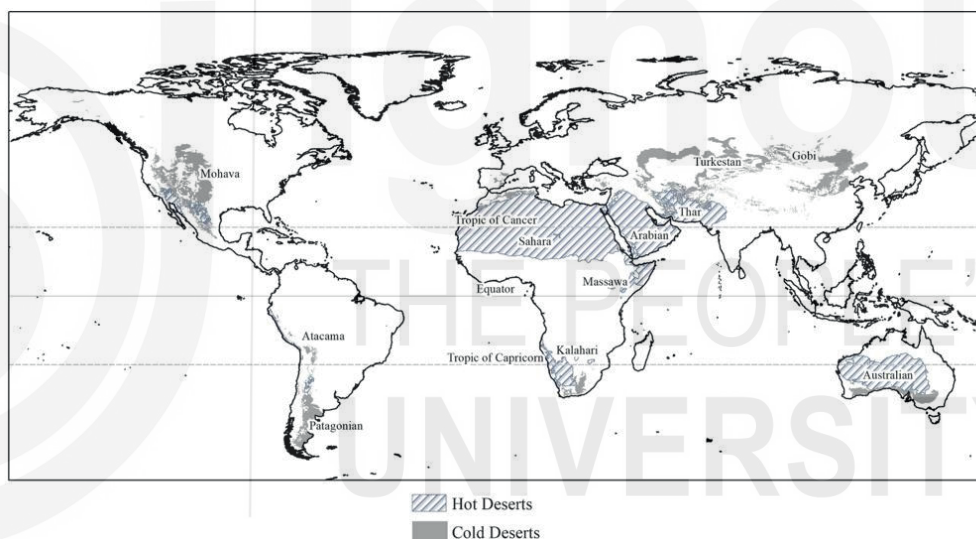 ignou
THE PEOPLE'S
UNIVERSITY
Mohava
Turkestan
Gobi
Tropic of Cancer
Sahara
Arabian
Thar
Massawa
Equator
Atacama
Tropic of Capricorn
Kalahari
Australian
Patagonian
Hot Deserts
Cold Deserts